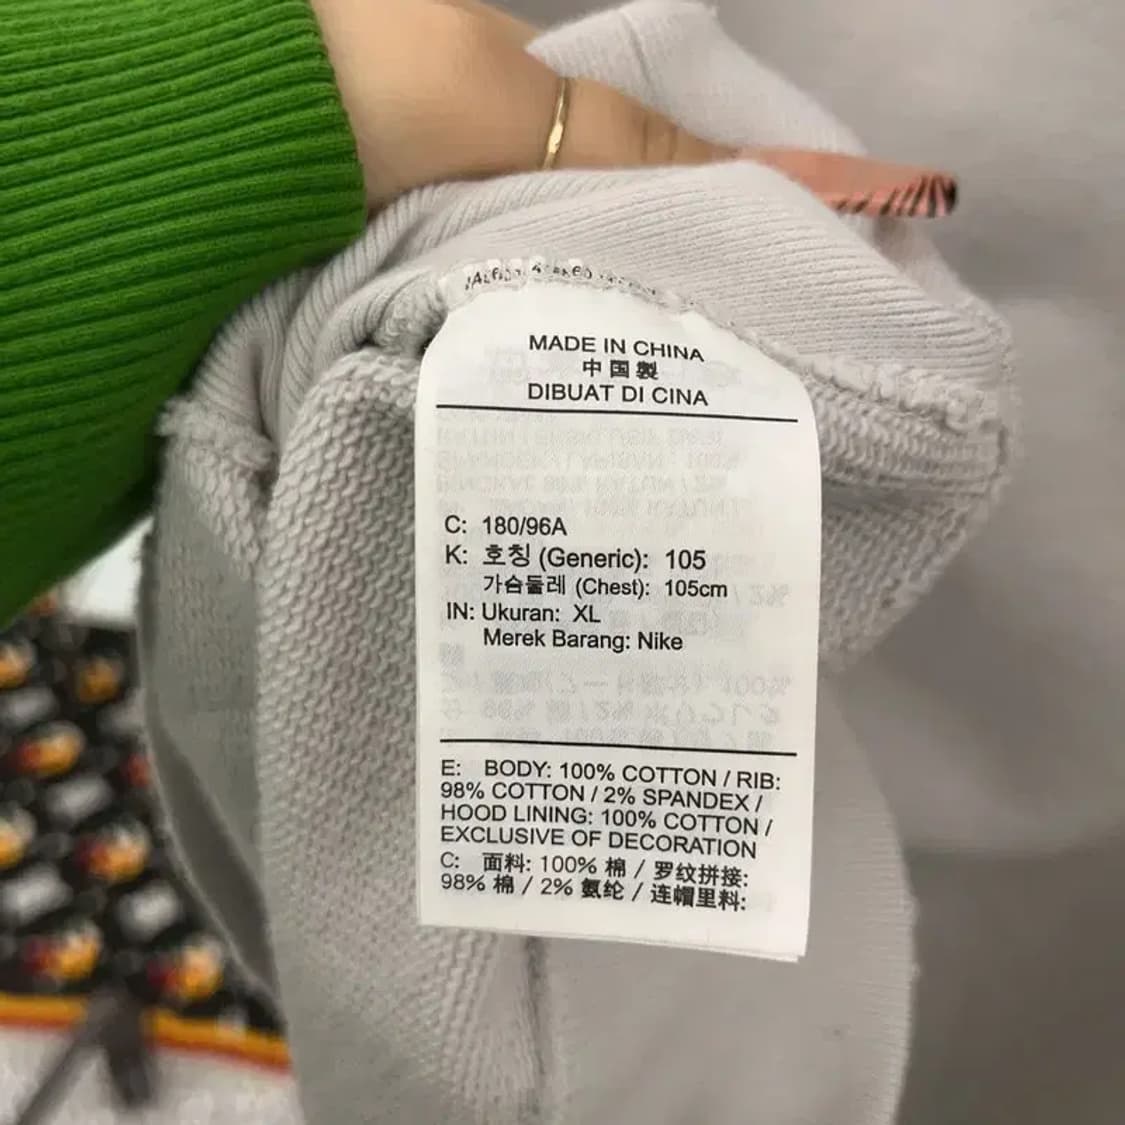 MADE IN CHINA
中国製
DIBUAT DI CINA
C: 180/96A
K: 호칭 (Generic): 105
가슴둘레 (Chest): 105cm
IN: Ukuran: XL
Merek Barang: Nike
E: BODY: 100% COTTON / RIB:
98% COTTON / 2% SPANDEX /
HOOD LINING: 100% COTTON /
EXCLUSIVE OF DECORATION
C: 面料: 100% 棉 / 罗纹拼接:
98% 棉 / 2% 氨纶 / 连帽里料: